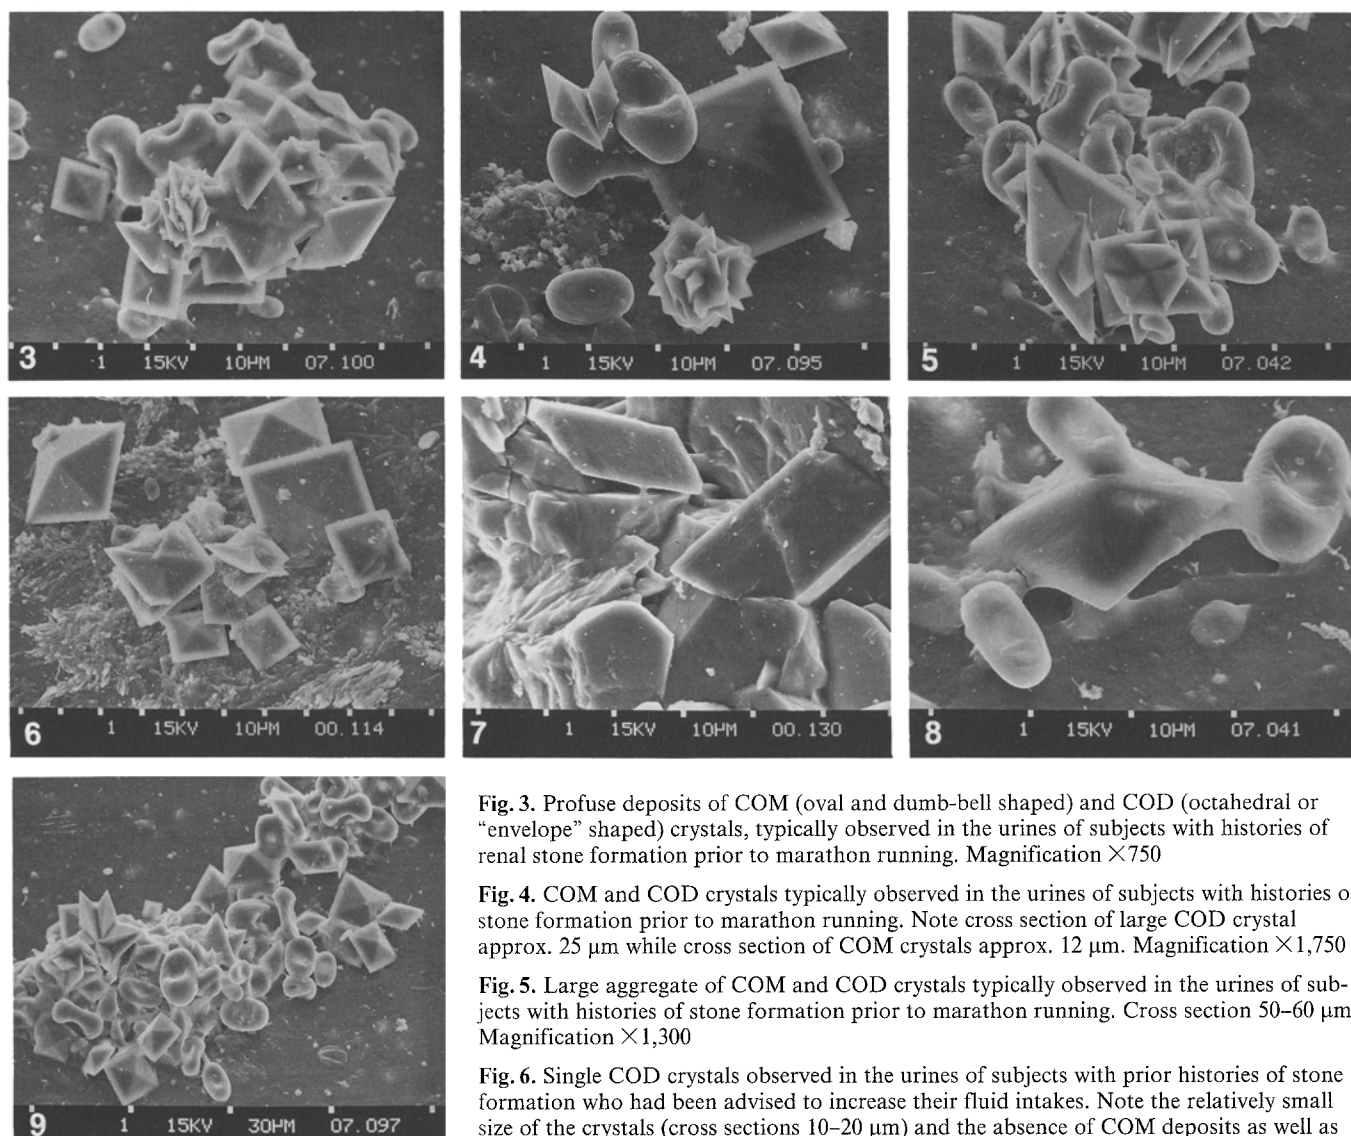 3 1 15KV 10µM 07.100
4 1 15KV 10µM 07.095
5 1 15KV 10µM 07.042
6 1 15KV 10µM 00.114
7 1 15KV 10µM 00.130
8 1 15KV 10µM 07.041
9 1 15KV 30µM 07.097
Fig. 3. Profuse deposits of COM (oval and dumb-bell shaped) and COD (octahedral or
“envelope” shaped) crystals, typically observed in the urines of subjects with histories of
renal stone formation prior to marathon running. Magnification ×750
Fig. 4. COM and COD crystals typically observed in the urines of subjects with histories o
stone formation prior to marathon running. Note cross section of large COD crystal
approx. 25 µm while cross section of COM crystals approx. 12 µm. Magnification ×1,750
Fig. 5. Large aggregate of COM and COD crystals typically observed in the urines of sub-
jects with histories of stone formation prior to marathon running. Cross section 50–60 µm
Magnification ×1,300
Fig. 6. Single COD crystals observed in the urines of subjects with prior histories of stone
formation who had been advised to increase their fluid intakes. Note the relatively small
size of the crystals (cross sections 10–20 µm) and the absence of COM deposits as well as